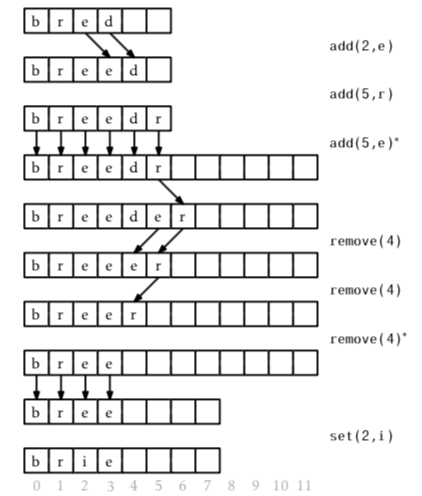 b r e d
add(2,e)
b r e e d
add(5,r)
b r e e d r
add(5,e)*
b r e e d r
b r e e d e r
remove(4)
b r e e e r
remove(4)
b r e e r
remove(4)*
b r e e
b r e e
set(2,i)
b r i e
0 1 2 3 4 5 6 7 8 9 10 11